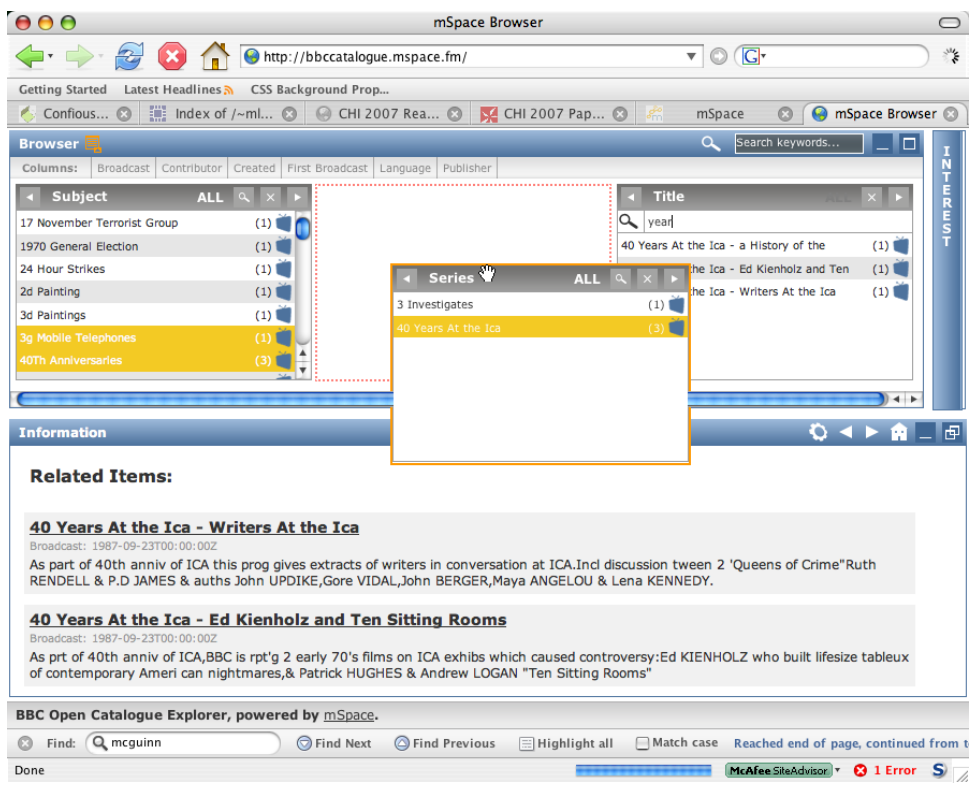 mSpace Browser
http://bbccatalogue.mspace.fm/
G
Getting Started Latest Headlines CSS Background Prop...
Confious... Index of /~ml... CHI 2007 Rea... CHI 2007 Pap... mSpace mSpace Browser
Browser Search keywords...
Columns: Broadcast Contributor Created First Broadcast Language Publisher
INTEREST
Subject ALL
17 November Terrorist Group (1)
1970 General Election (1)
24 Hour Strikes (1)
2d Painting (1)
3d Paintings (1)
3g Mobile Telephones (1)
40Th Anniversaries (3)
Series ALL
3 Investigates (1)
40 Years At the Ica (3)
Title ALL
year
40 Years At the Ica - a History of the (1)
the Ica - Ed Kienholz and Ten (1)
the Ica - Writers At the Ica (1)
Information
Related Items:
40 Years At the Ica - Writers At the Ica
Broadcast: 1987-09-23T00:00:00Z
As part of 40th anniv of ICA this prog gives extracts of writers in conversation at ICA.Incl discussion tween 2 'Queens of Crime"Ruth
RENDELL & P.D JAMES & auths John UPDIKE,Gore VIDAL,John BERGER,Maya ANGELOU & Lena KENNEDY.
40 Years At the Ica - Ed Kienholz and Ten Sitting Rooms
Broadcast: 1987-09-23T00:00:00Z
As prt of 40th anniv of ICA,BBC is rpt'g 2 early 70's films on ICA exhibs which caused controversy:Ed KIENHOLZ who built lifesize tableux
of contemporary Ameri can nightmares,& Patrick HUGHES & Andrew LOGAN "Ten Sitting Rooms"
BBC Open Catalogue Explorer, powered by mSpace.
Find: mcguinn Find Next Find Previous Highlight all Match case Reached end of page, continued from t
Done McAfee SiteAdvisor 1 Error S